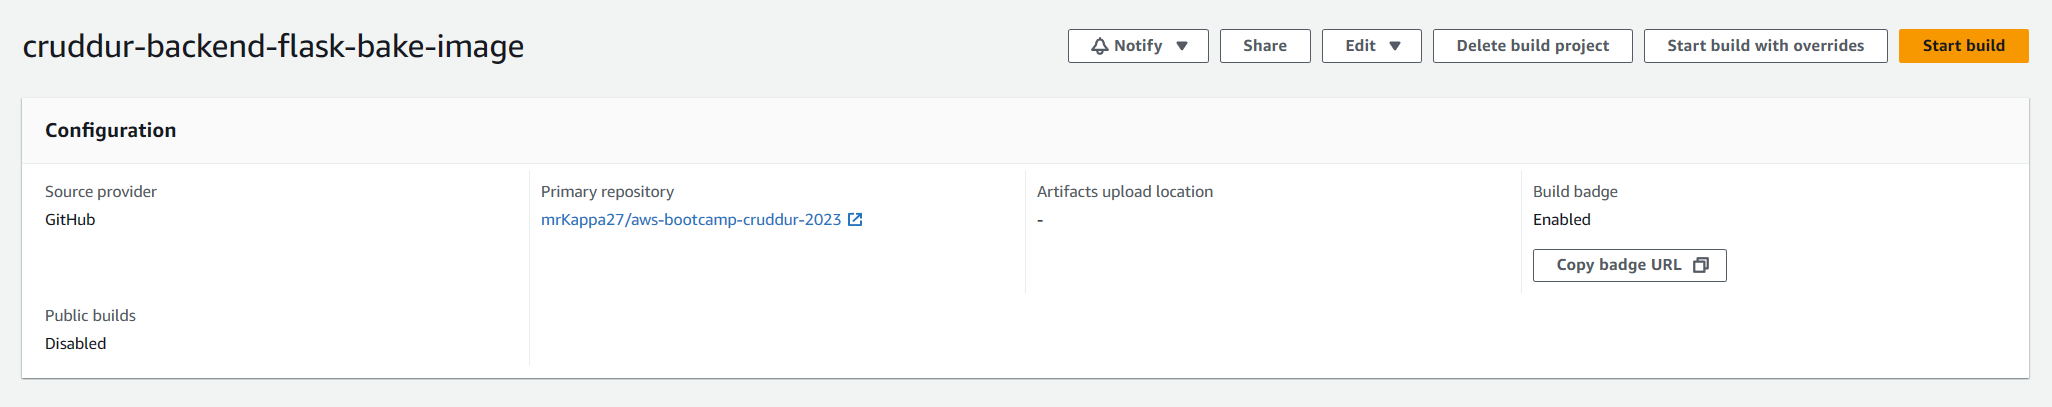 cruddur-backend-flask-bake-image
Notify
Share
Edit
Delete build project
Start build with overrides
Start build
Configuration
Source provider
GitHub
Primary repository
mrKappa27/aws-bootcamp-cruddur-2023
Artifacts upload location
-
Build badge
Enabled
Copy badge URL
Public builds
Disabled